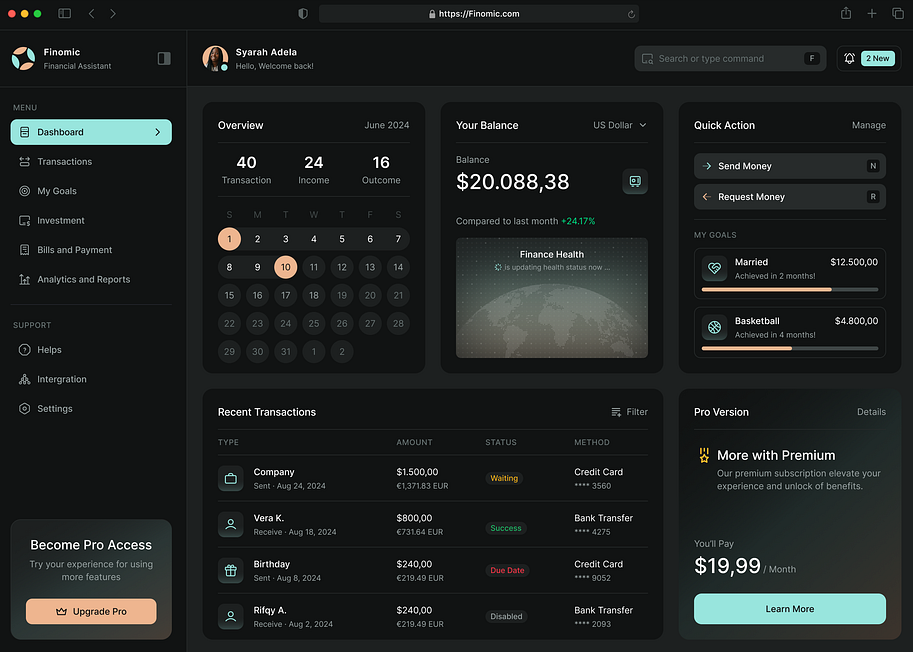 https://Finomic.com
Finomic
Financial Assistant
MENU
Dashboard
Transactions
My Goals
Investment
Bills and Payment
Analytics and Reports
SUPPORT
Helps
Intergration
Settings
Become Pro Access
Try your experience for using
more features
Upgrade Pro
Syarah Adela
Hello, Welcome back!
Search or type command
F
2 New
Overview
June 2024
40
24
16
Transaction
Income
Outcome
S M T W T F S
1 2 3 4 5 6 7
8 9 10 11 12 13 14
15 16 17 18 19 20 21
22 23 24 25 26 27 28
29 30 31 1 2
Your Balance
US Dollar
Balance
$20.088,38
Compared to last month +24.17%
Finance Health
is updating health status now ...
Quick Action
Manage
Send Money
N
Request Money
R
MY GOALS
Married
$12.500,00
Achieved in 2 months!
Basketball
$4.800,00
Achieved in 4 months!
Recent Transactions
Filter
TYPE AMOUNT STATUS METHOD
Company $1.500,00 Waiting Credit Card
Sent · Aug 24, 2024 €1,371.83 EUR **** 3560
Vera K. $800,00 Success Bank Transfer
Receive · Aug 18, 2024 €731.64 EUR **** 4275
Birthday $240,00 Due Date Credit Card
Sent · Aug 8, 2024 €219.49 EUR **** 9052
Rifqy A. $240,00 Disabled Bank Transfer
Receive · Aug 2, 2024 €219.49 EUR **** 2093
Pro Version
Details
More with Premium
Our premium subscription elevate your
experience and unlock of benefits.
You'll Pay
$19,99 / Month
Learn More